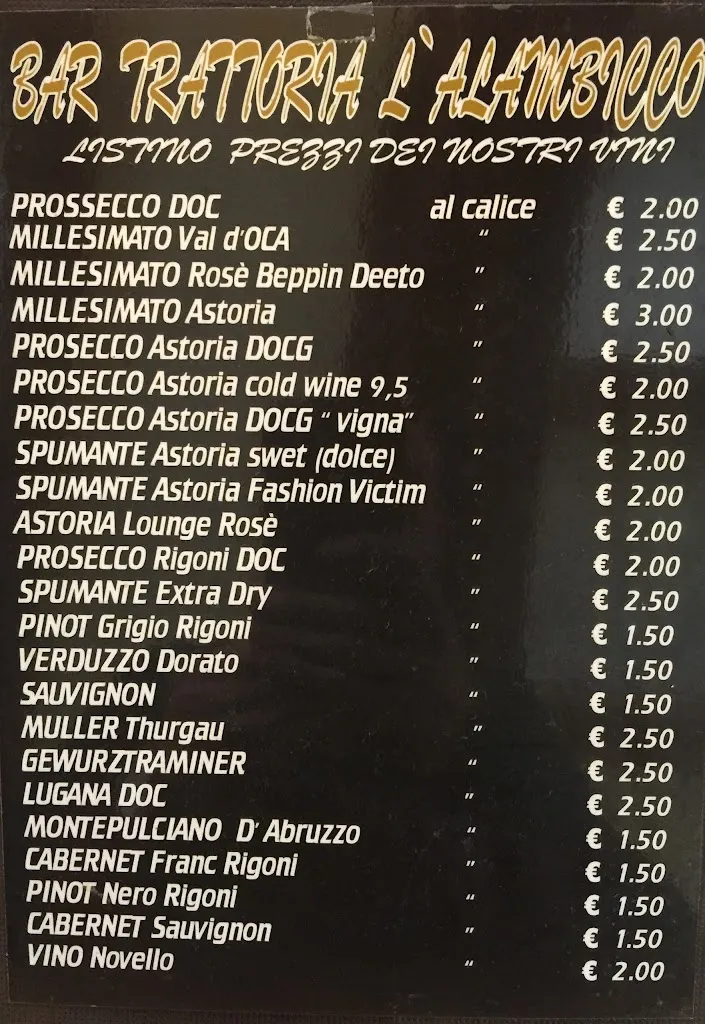 BAR TRATTORIA L`ALAMBICCO
LISTINO PREZZI DEI NOSTRI VINI
PROSSECCO DOC al calice € 2.00
MILLESIMATO Val d'OCA " € 2.50
MILLESIMATO Rosè Beppin Deeto " € 2.00
MILLESIMATO Astoria " € 3.00
PROSECCO Astoria DOCG " € 2.50
PROSECCO Astoria cold wine 9,5 " € 2.00
PROSECCO Astoria DOCG " vigna" " € 2.50
SPUMANTE Astoria swet (dolce) " € 2.00
SPUMANTE Astoria Fashion Victim " € 2.00
ASTORIA Lounge Rosè " € 2.00
PROSECCO Rigoni DOC " € 2.00
SPUMANTE Extra Dry " € 2.50
PINOT Grigio Rigoni " € 1.50
VERDUZZO Dorato " € 1.50
SAUVIGNON " € 1.50
MULLER Thurgau " € 2.50
GEWURZTRAMINER " € 2.50
LUGANA DOC " € 2.50
MONTEPULCIANO D' Abruzzo " € 1.50
CABERNET Franc Rigoni " € 1.50
PINOT Nero Rigoni " € 1.50
CABERNET Sauvignon " € 1.50
VINO Novello " € 2.00